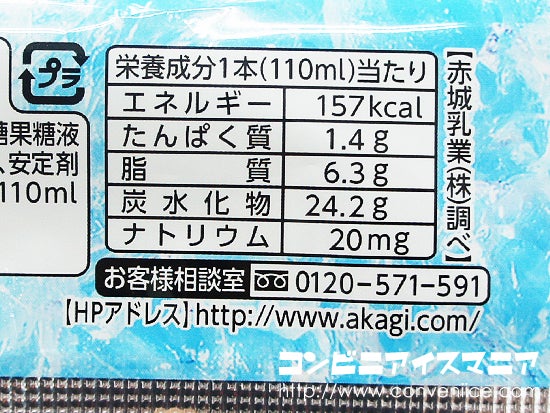 プラ
栄養成分1本(110ml)当たり
エネルギー 157kcal
たんぱく質 1.4g
脂質 6.3g
炭水化物 24.2g
ナトリウム 20mg
【赤城乳業(株)調べ】
糖果糖液
、安定剤
110ml
お客様相談室 0120-571-591
【HPアドレス】http://www.akagi.com/
コンビニアイスマニア
http://www.conveniice.com/